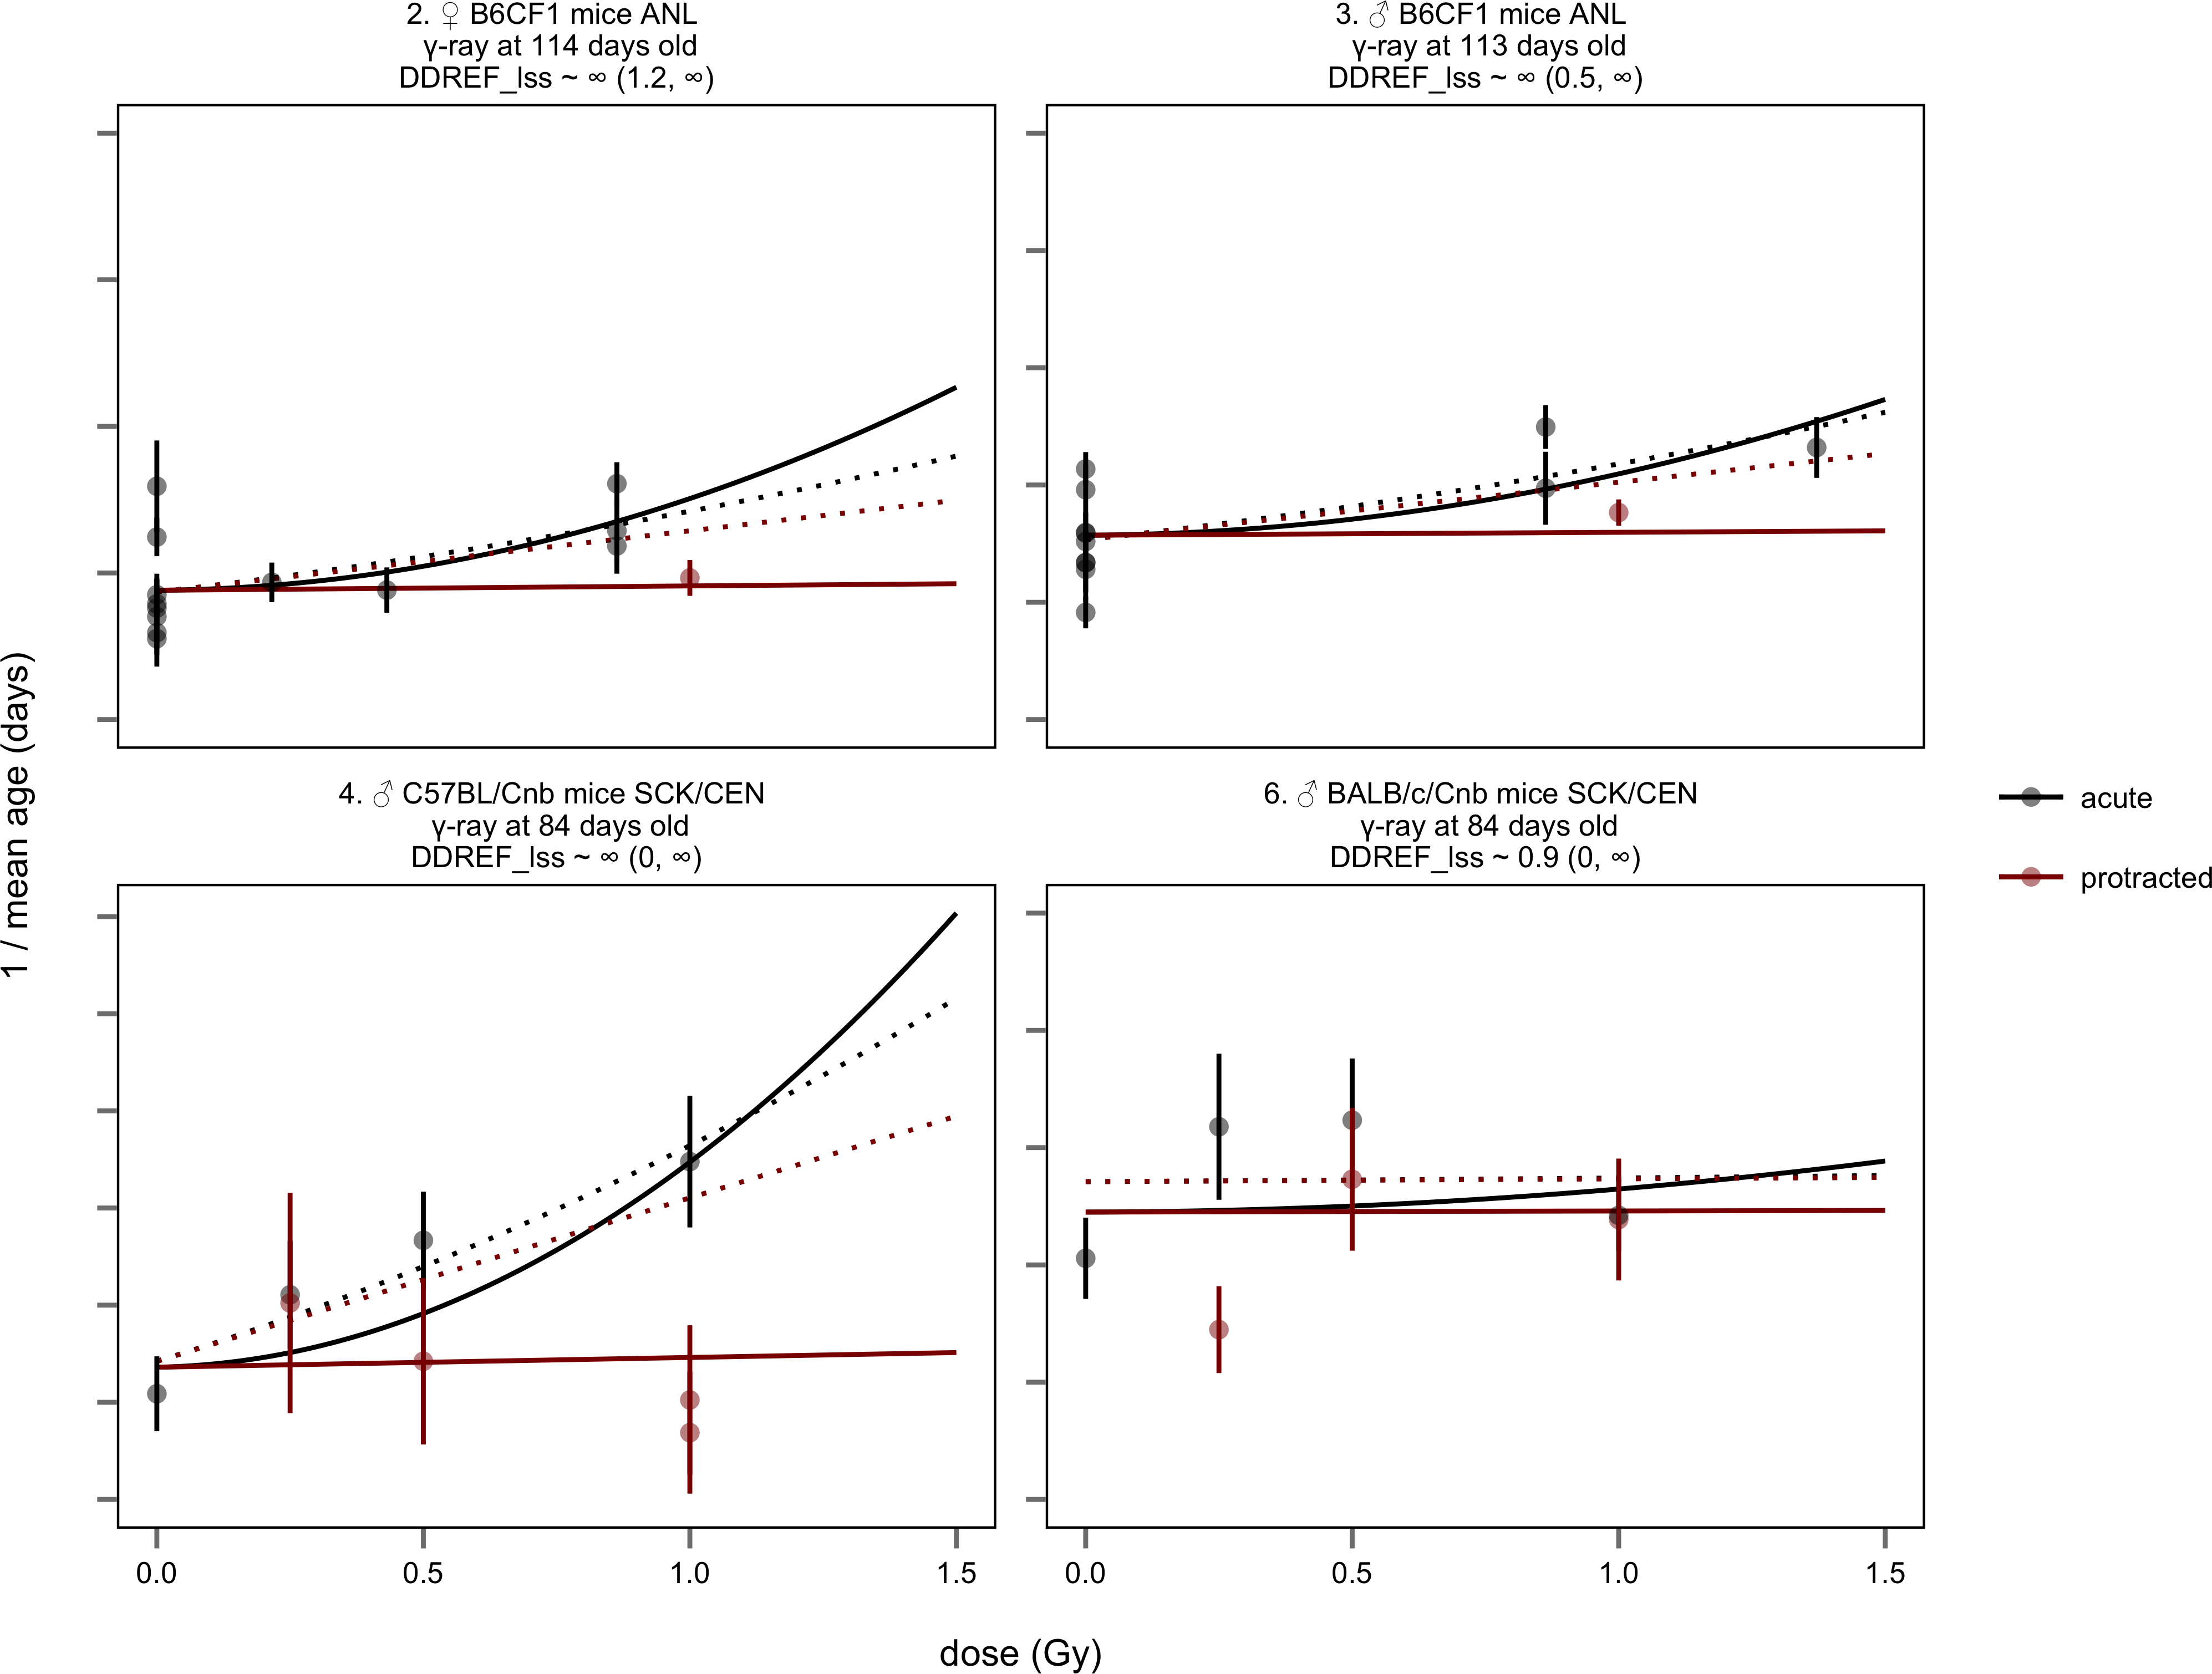 2. ♀ B6CF1 mice ANL
γ-ray at 114 days old
DDREF_lss ~ ∞ (1.2, ∞)
3. ♂ B6CF1 mice ANL
γ-ray at 113 days old
DDREF_lss ~ ∞ (0.5, ∞)
1 / mean age (days)
4. ♂ C57BL/Cnb mice SCK/CEN
γ-ray at 84 days old
DDREF_lss ~ ∞ (0, ∞)
6. ♂ BALB/c/Cnb mice SCK/CEN
γ-ray at 84 days old
DDREF_lss ~ 0.9 (0, ∞)
acute
protracted
0.0 0.5 1.0 1.5
0.0 0.5 1.0 1.5
dose (Gy)